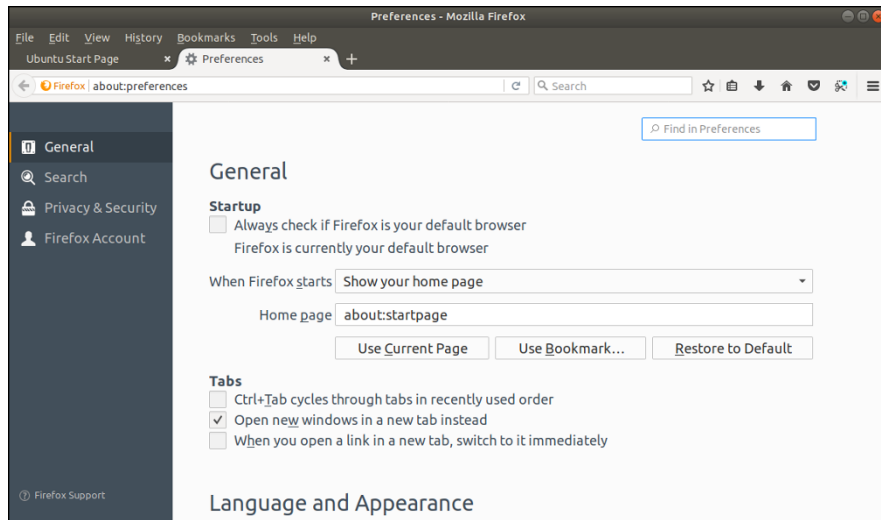 Preferences - Mozilla Firefox
File Edit View History Bookmarks Tools Help
Ubuntu Start Page × Preferences × +
Firefox about:preferences Search
Find in Preferences
General
Search
Privacy & Security
Firefox Account
Firefox Support
General
Startup
Always check if Firefox is your default browser
Firefox is currently your default browser
When Firefox starts Show your home page
Home page about:startpage
Use Current Page Use Bookmark... Restore to Default
Tabs
Ctrl+Tab cycles through tabs in recently used order
Open new windows in a new tab instead
When you open a link in a new tab, switch to it immediately
Language and Appearance